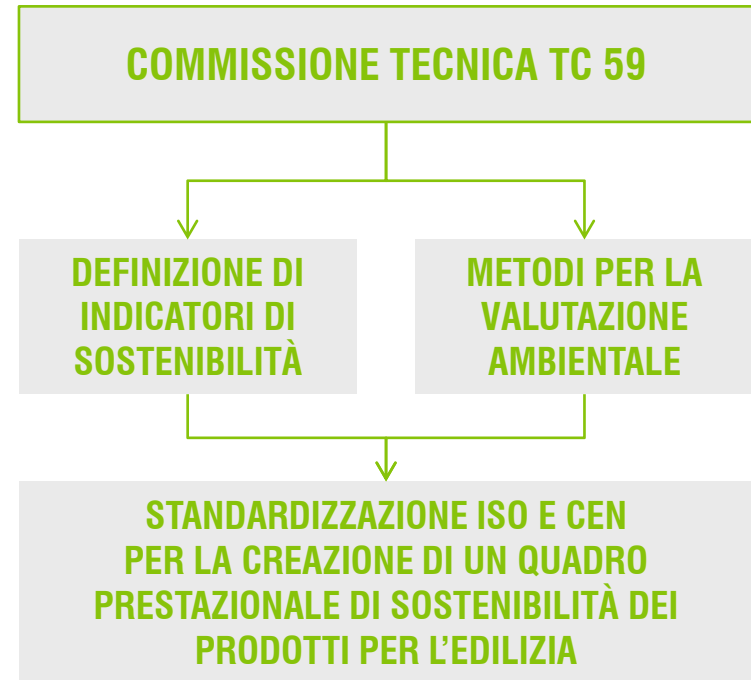 COMMISSIONE TECNICA TC 59
DEFINIZIONE DI
INDICATORI DI
SOSTENIBILITÀ
METODI PER LA
VALUTAZIONE
AMBIENTALE
STANDARDIZZAZIONE ISO E CEN
PER LA CREAZIONE DI UN QUADRO
PRESTAZIONALE DI SOSTENIBILITÀ DEI
PRODOTTI PER L’EDILIZIA